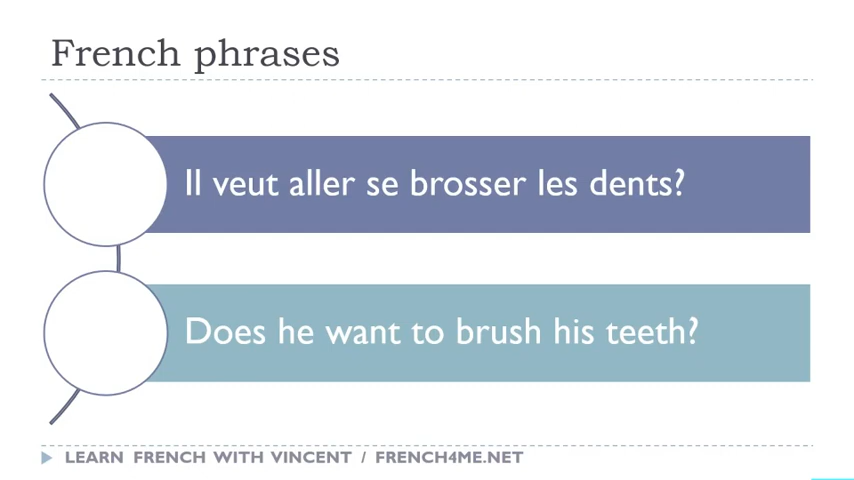 French phrases
Il veut aller se brosser les dents?
Does he want to brush his teeth?
LEARN FRENCH WITH VINCENT / FRENCH4ME.NET